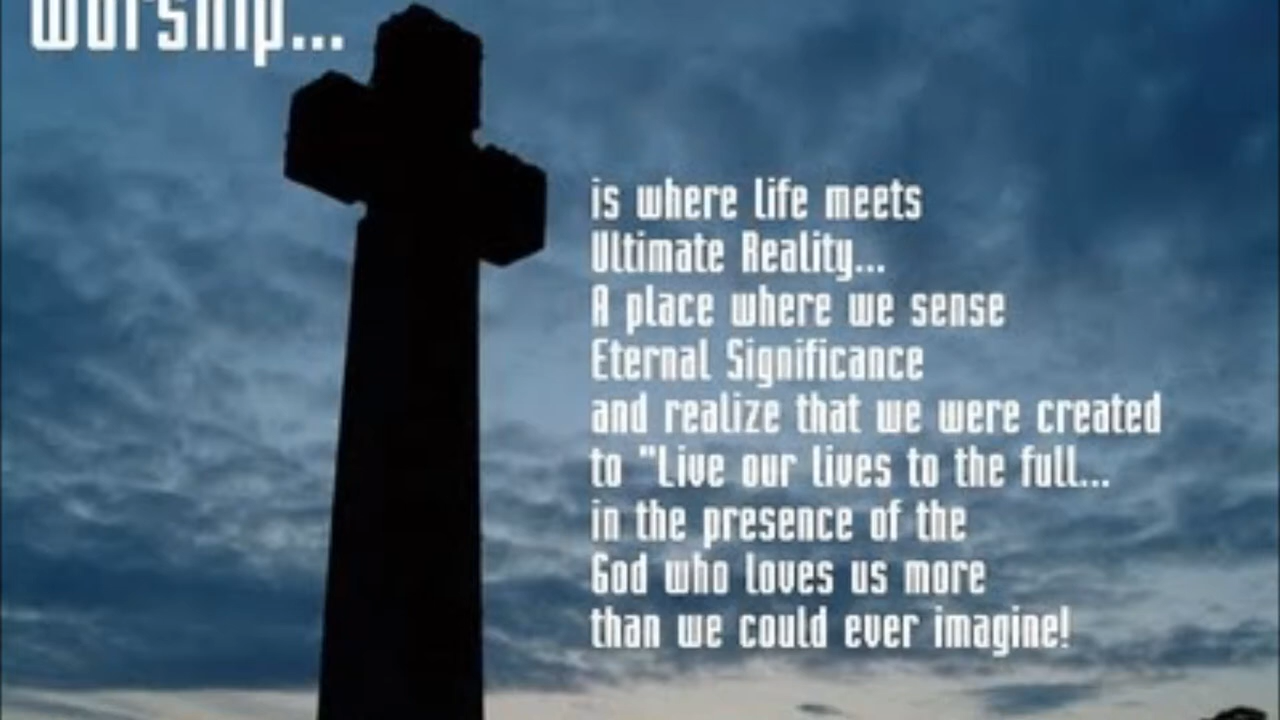 Worship...
is where life meets
Ultimate Reality...
A place where we sense
Eternal Significance
and realize that we were created
to "Live our lives to the full...
in the presence of the
God who loves us more
than we could ever imagine!